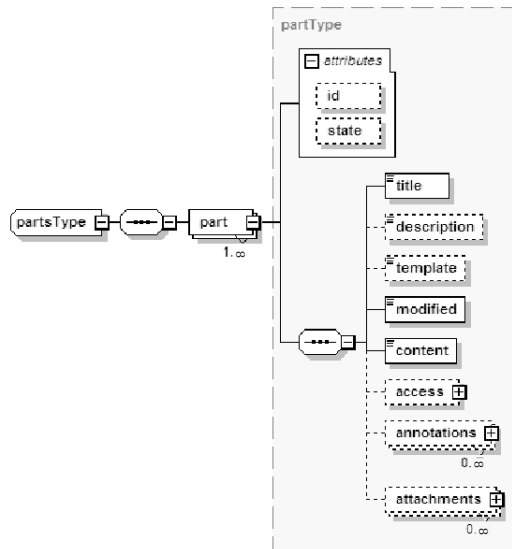 partType
attributes
id
state
partsType
part
1..∞
title
description
template
modified
content
access
annotations
0..∞
attachments
0..∞